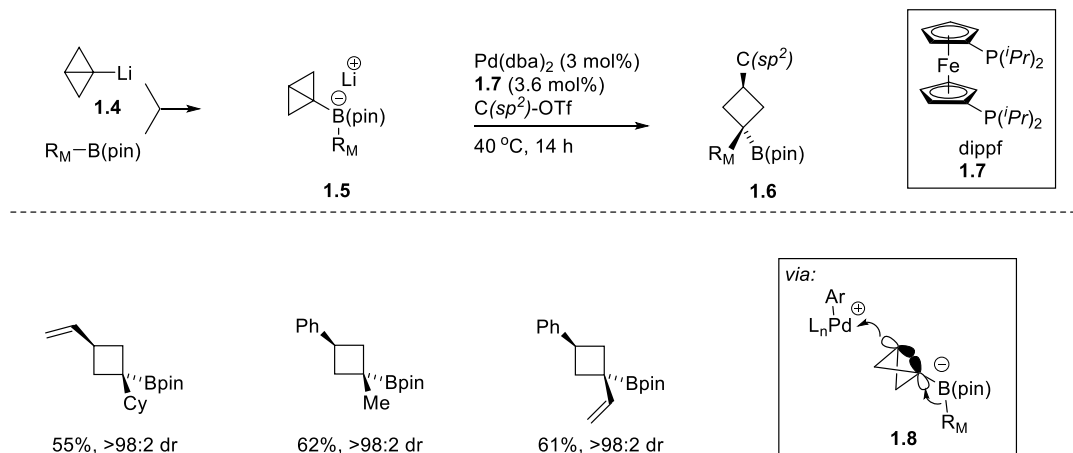 Li
1.4
R_M–B(pin)
Li ⊕
⊖
B(pin)
R_M
1.5
Pd(dba)₂ (3 mol%)
1.7 (3.6 mol%)
C(sp²)-OTf
40 °C, 14 h
C(sp²)
R_M B(pin)
1.6
Fe
P(ⁱPr)₂
P(ⁱPr)₂
dippf
1.7
Bpin
Cy
55%, >98:2 dr
Ph
Bpin
Me
62%, >98:2 dr
Ph
Bpin
61%, >98:2 dr
via:
Ar
LₙPd ⊕
⊖
B(pin)
R_M
1.8